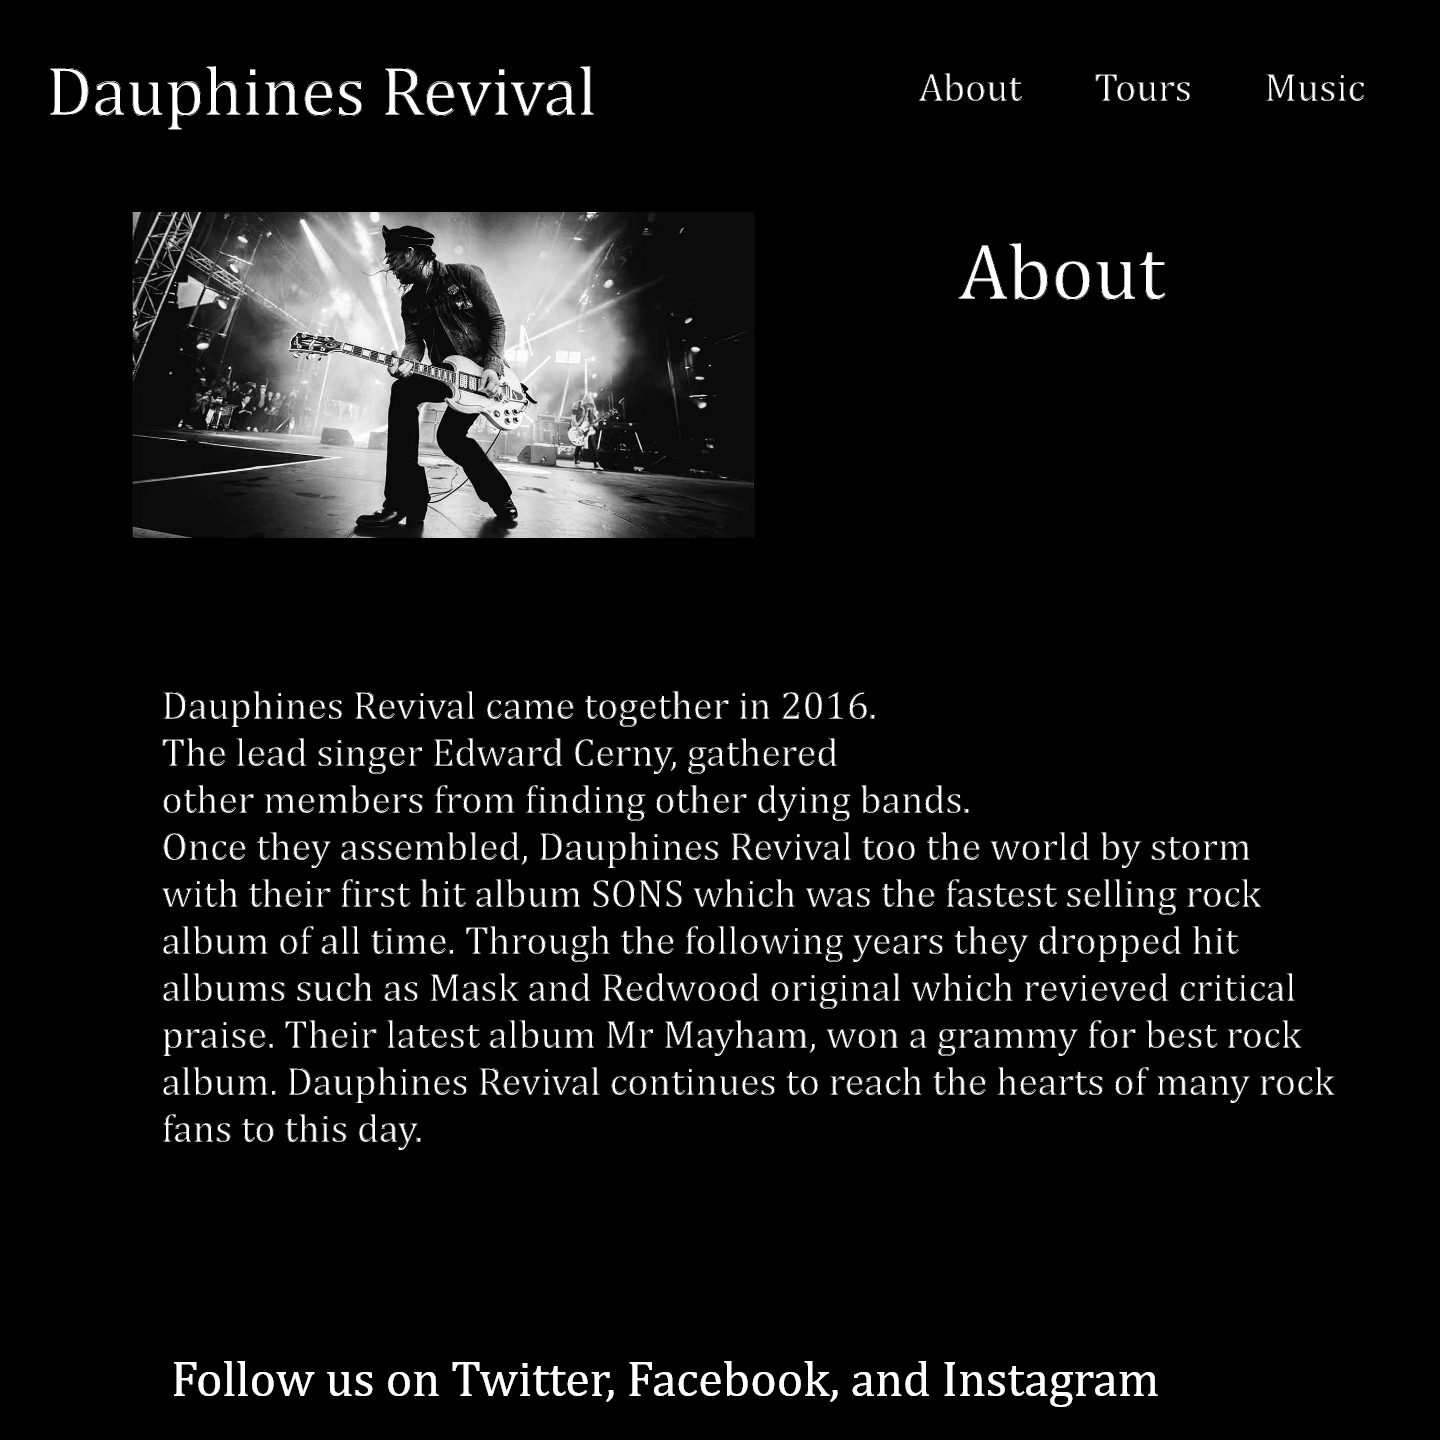 Dauphines Revival
About Tours Music
About
Dauphines Revival came together in 2016.
The lead singer Edward Cerny, gathered
other members from finding other dying bands.
Once they assembled, Dauphines Revival too the world by storm
with their first hit album SONS which was the fastest selling rock
album of all time. Through the following years they dropped hit
albums such as Mask and Redwood original which revieved critical
praise. Their latest album Mr Mayham, won a grammy for best rock
album. Dauphines Revival continues to reach the hearts of many rock
fans to this day.
Follow us on Twitter, Facebook, and Instagram